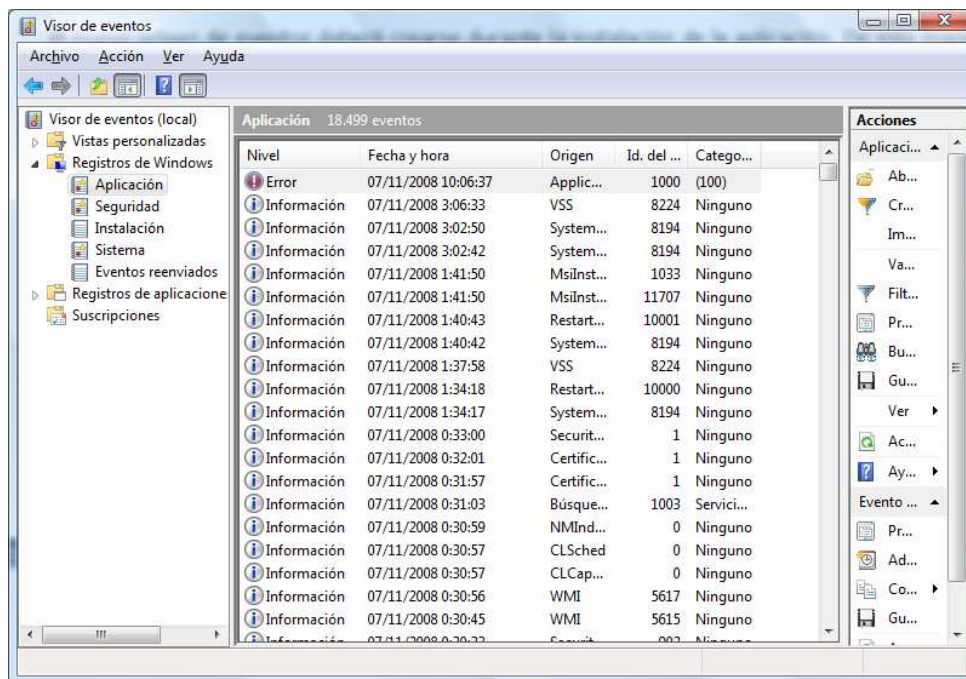 Visor de eventos
Archivo Acción Ver Ayuda
Visor de eventos (local)
Vistas personalizadas
Registros de Windows
Aplicación
Seguridad
Instalación
Sistema
Eventos reenviados
Registros de aplicacione
Suscripciones
Aplicación 18.499 eventos
Nivel Fecha y hora Origen Id. del ... Catego...
Error 07/11/2008 10:06:37 Applic... 1000 (100)
Información 07/11/2008 3:06:33 VSS 8224 Ninguno
Información 07/11/2008 3:02:50 System... 8194 Ninguno
Información 07/11/2008 3:02:42 System... 8194 Ninguno
Información 07/11/2008 1:41:50 MsiInst... 1033 Ninguno
Información 07/11/2008 1:41:50 MsiInst... 11707 Ninguno
Información 07/11/2008 1:40:43 Restart... 10001 Ninguno
Información 07/11/2008 1:40:42 System... 8194 Ninguno
Información 07/11/2008 1:37:58 VSS 8224 Ninguno
Información 07/11/2008 1:34:18 Restart... 10000 Ninguno
Información 07/11/2008 1:34:17 System... 8194 Ninguno
Información 07/11/2008 0:33:00 Securit... 1 Ninguno
Información 07/11/2008 0:32:01 Certific... 1 Ninguno
Información 07/11/2008 0:31:57 Certific... 1 Ninguno
Información 07/11/2008 0:31:03 Búsque... 1003 Servici...
Información 07/11/2008 0:30:59 NMInd... 0 Ninguno
Información 07/11/2008 0:30:57 CLSched 0 Ninguno
Información 07/11/2008 0:30:57 CLCap... 0 Ninguno
Información 07/11/2008 0:30:56 WMI 5617 Ninguno
Información 07/11/2008 0:30:45 WMI 5615 Ninguno
Acciones
Aplicaci...
Ab...
Cr...
Im...
Va...
Filt...
Pr...
Bu...
Gu...
Ver
Ac...
Ay...
Evento ...
Pr...
Ad...
Co...
Gu...